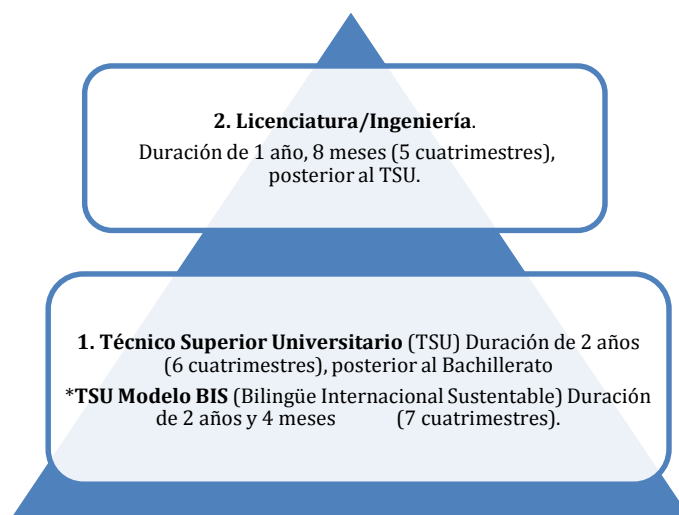 2. Licenciatura/Ingeniería.
Duración de 1 año, 8 meses (5 cuatrimestres),
posterior al TSU.
1. Técnico Superior Universitario (TSU) Duración de 2 años
(6 cuatrimestres), posterior al Bachillerato
*TSU Modelo BIS (Bilingüe Internacional Sustentable) Duración
de 2 años y 4 meses (7 cuatrimestres).